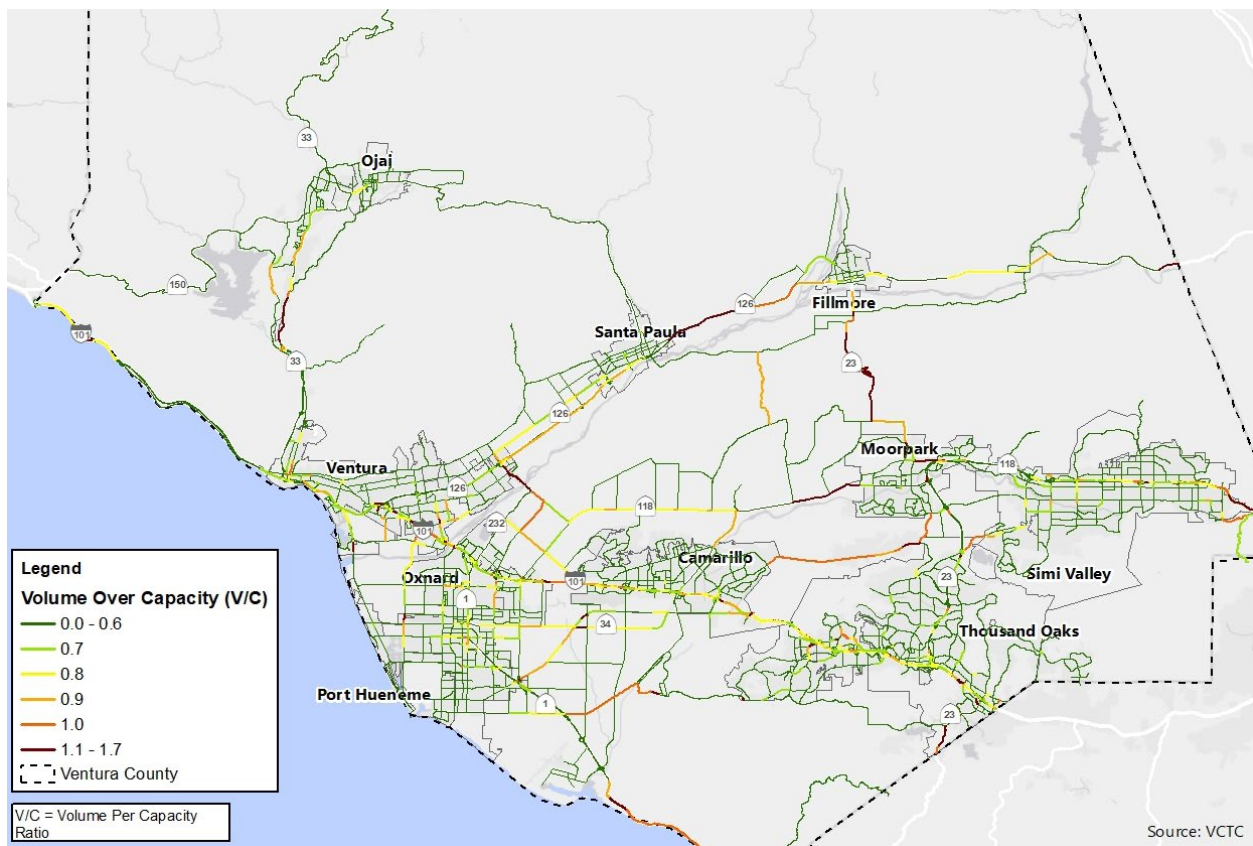 33
Ojai
150
101
33
126
Fillmore
Santa Paula
23
126
Moorpark
118
Ventura
126
118
232
101
Camarillo
101
Oxnard
1
34
23
Simi Valley
Thousand Oaks
Port Hueneme
1
23
Legend
Volume Over Capacity (V/C)
0.0 - 0.6
0.7
0.8
0.9
1.0
1.1 - 1.7
Ventura County
V/C = Volume Per Capacity
Ratio
Source: VCTC